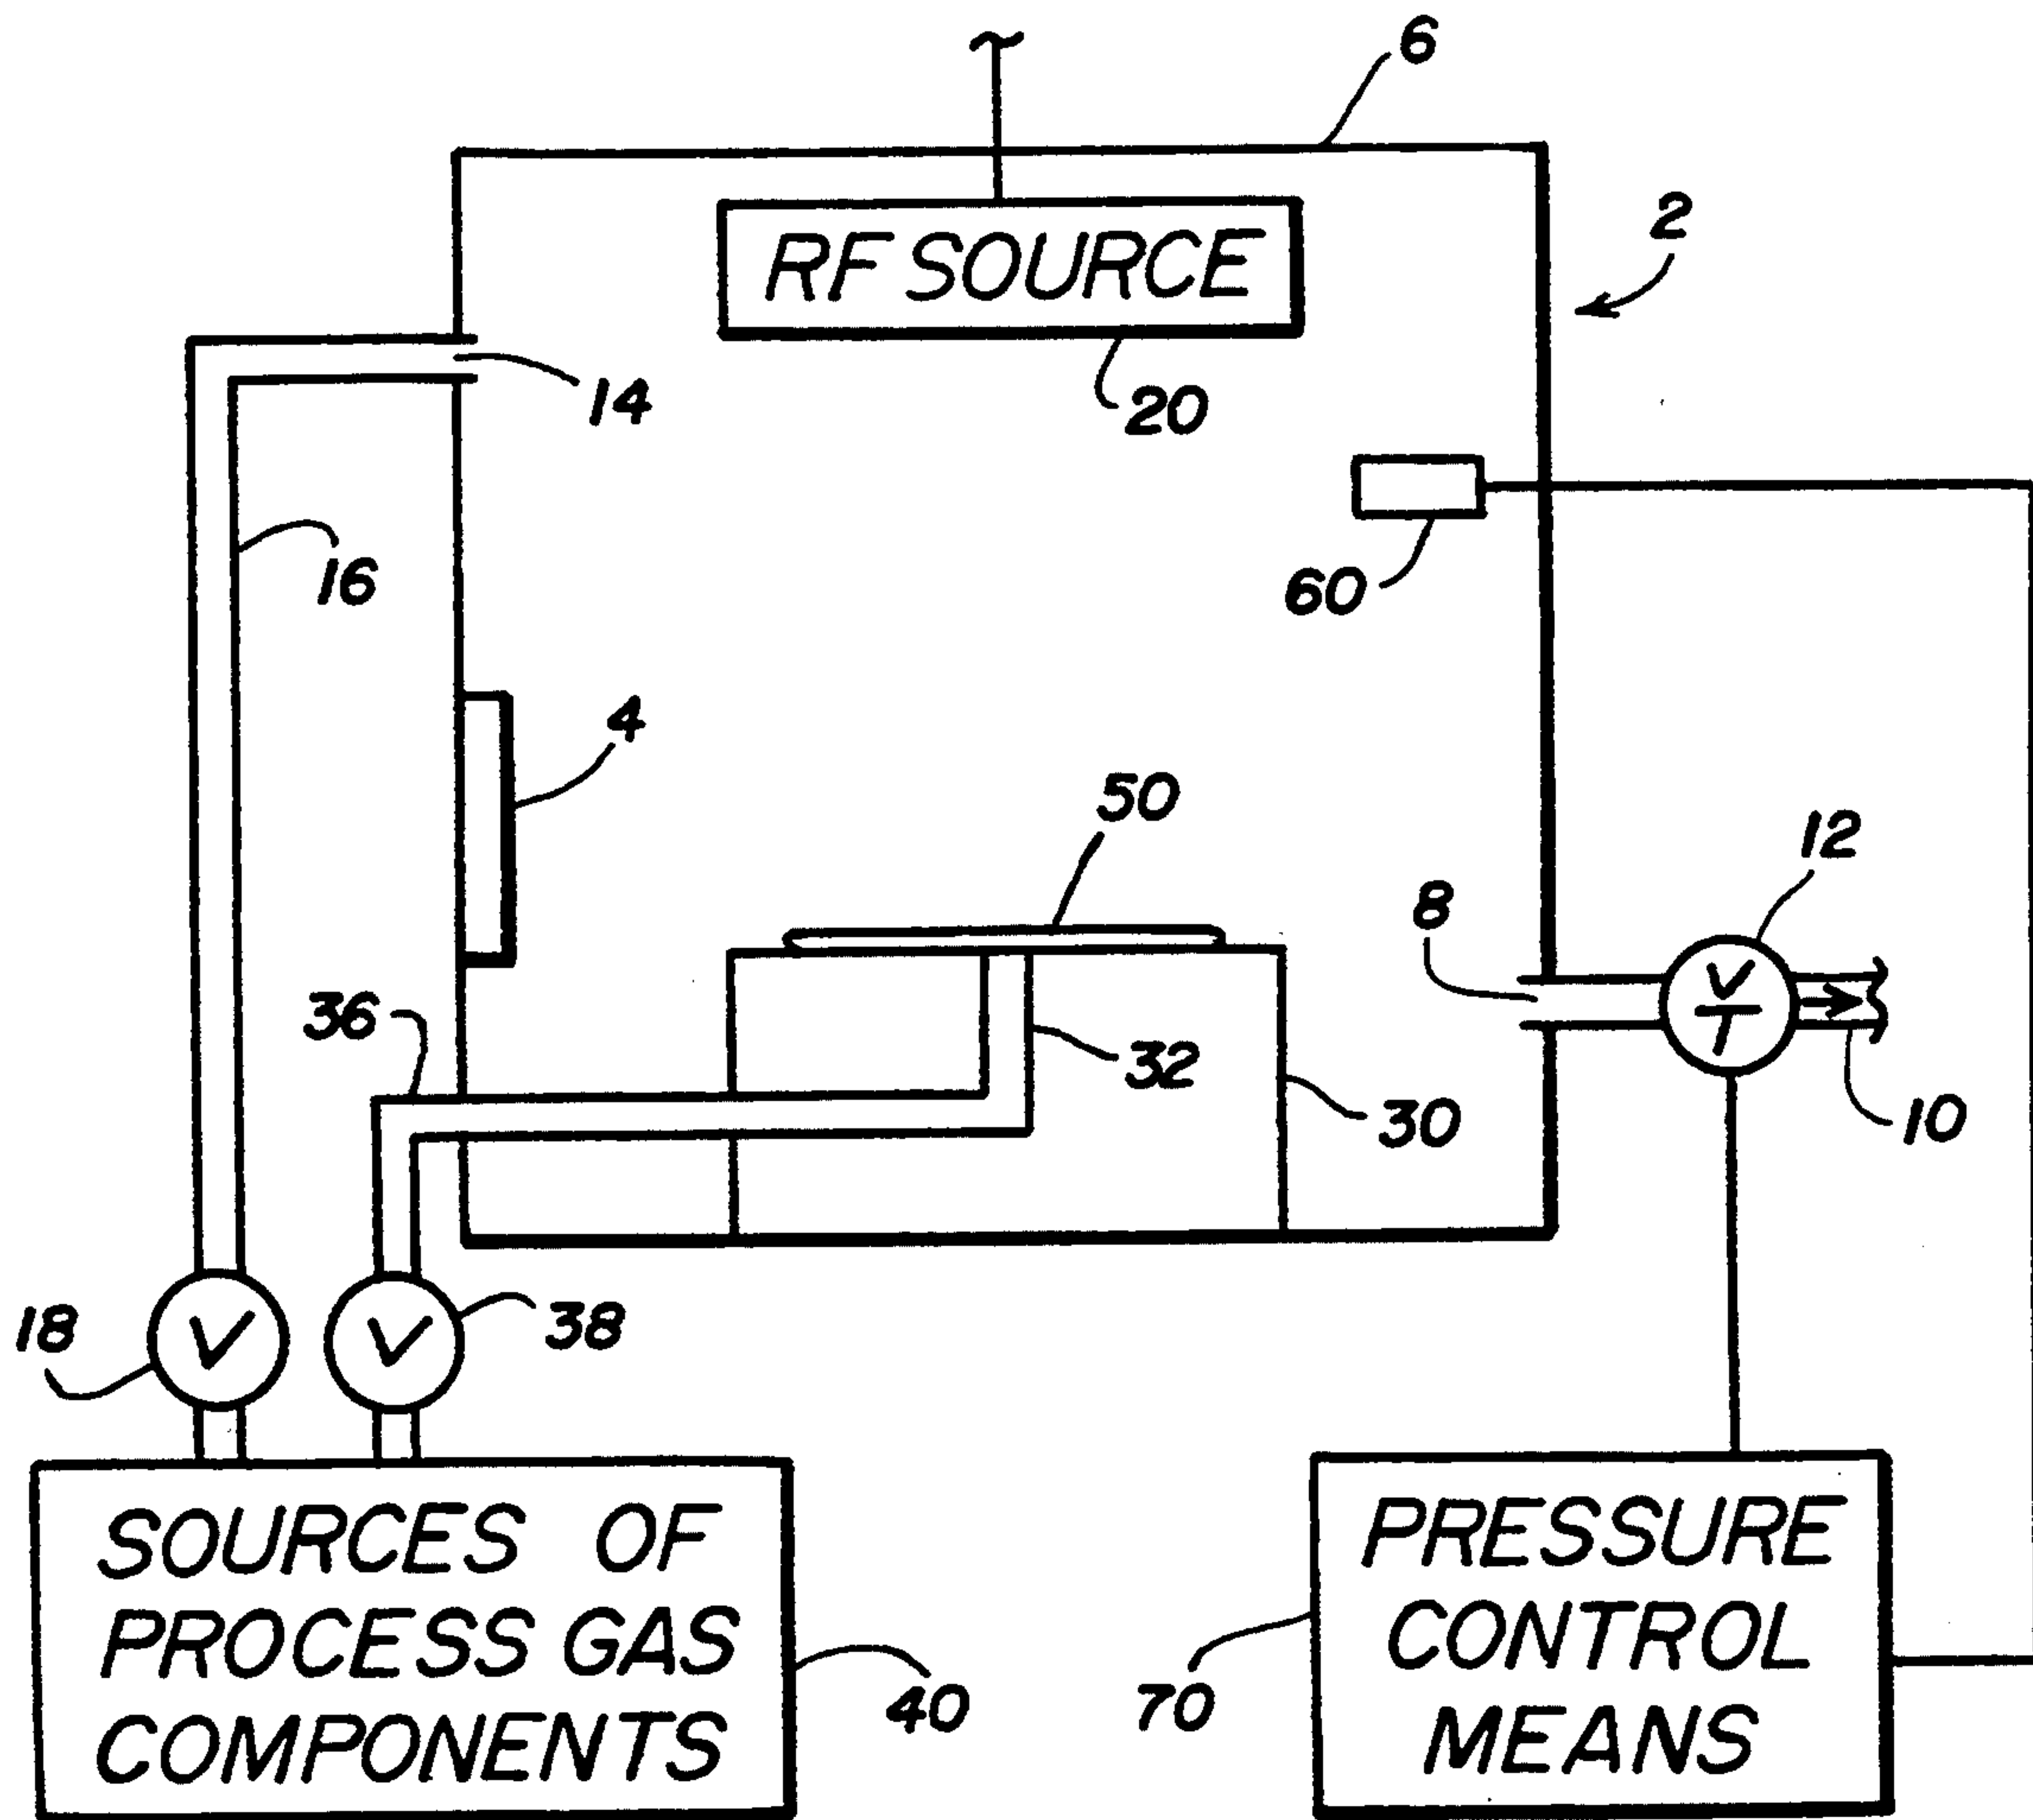 6
2
RF SOURCE
14
20
16
60
4
50
12
8
36
32
30
10
V
T
18
V
V
38
SOURCES OF
PROCESS GAS
COMPONENTS
40
PRESSURE
CONTROL
MEANS
70